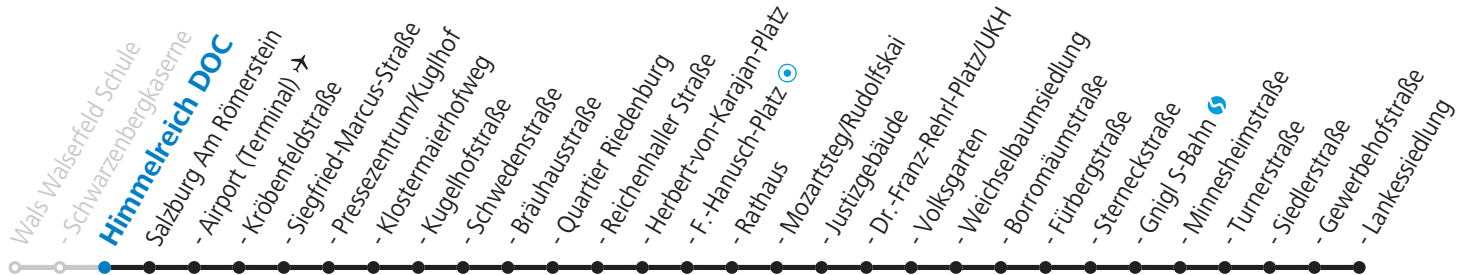 Wals Walserfeld Schule
- Schwarzenbergkaserne
Himmelreich DOC
Salzburg Am Römerstein
- Airport (Terminal)
- Kröbenfeldstraße
- Siegfried-Marcus-Straße
- Pressezentrum/Kuglhof
- Klostermaierhofweg
- Kugelhofstraße
- Schwedenstraße
- Bräuhausstraße
- Quartier Riedenburg
- Reichenhaller Straße
- Herbert-von-Karajan-Platz
- F.-Hanusch-Platz
- Rathaus
- Mozartsteg/Rudolfskai
- Justizgebäude
- Dr.-Franz-Rehrl-Platz/UKH
- Volksgarten
- Weichselbaumsiedlung
- Borromäumstraße
- Fürbergstraße
- Sterneckstraße
- Gnigl S-Bahn
- Minnesheimstraße
- Turnerstraße
- Siedlerstraße
- Gewerbehofstraße
- Lankessiedlung